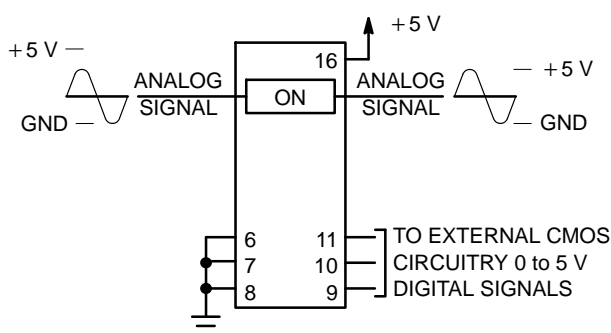 +5 V
16
+5 V —
ANALOG
SIGNAL
ON
ANALOG
SIGNAL
— +5 V
GND —
— GND
6
7
8
11
10
9
TO EXTERNAL CMOS
CIRCUITRY 0 to 5 V
DIGITAL SIGNALS